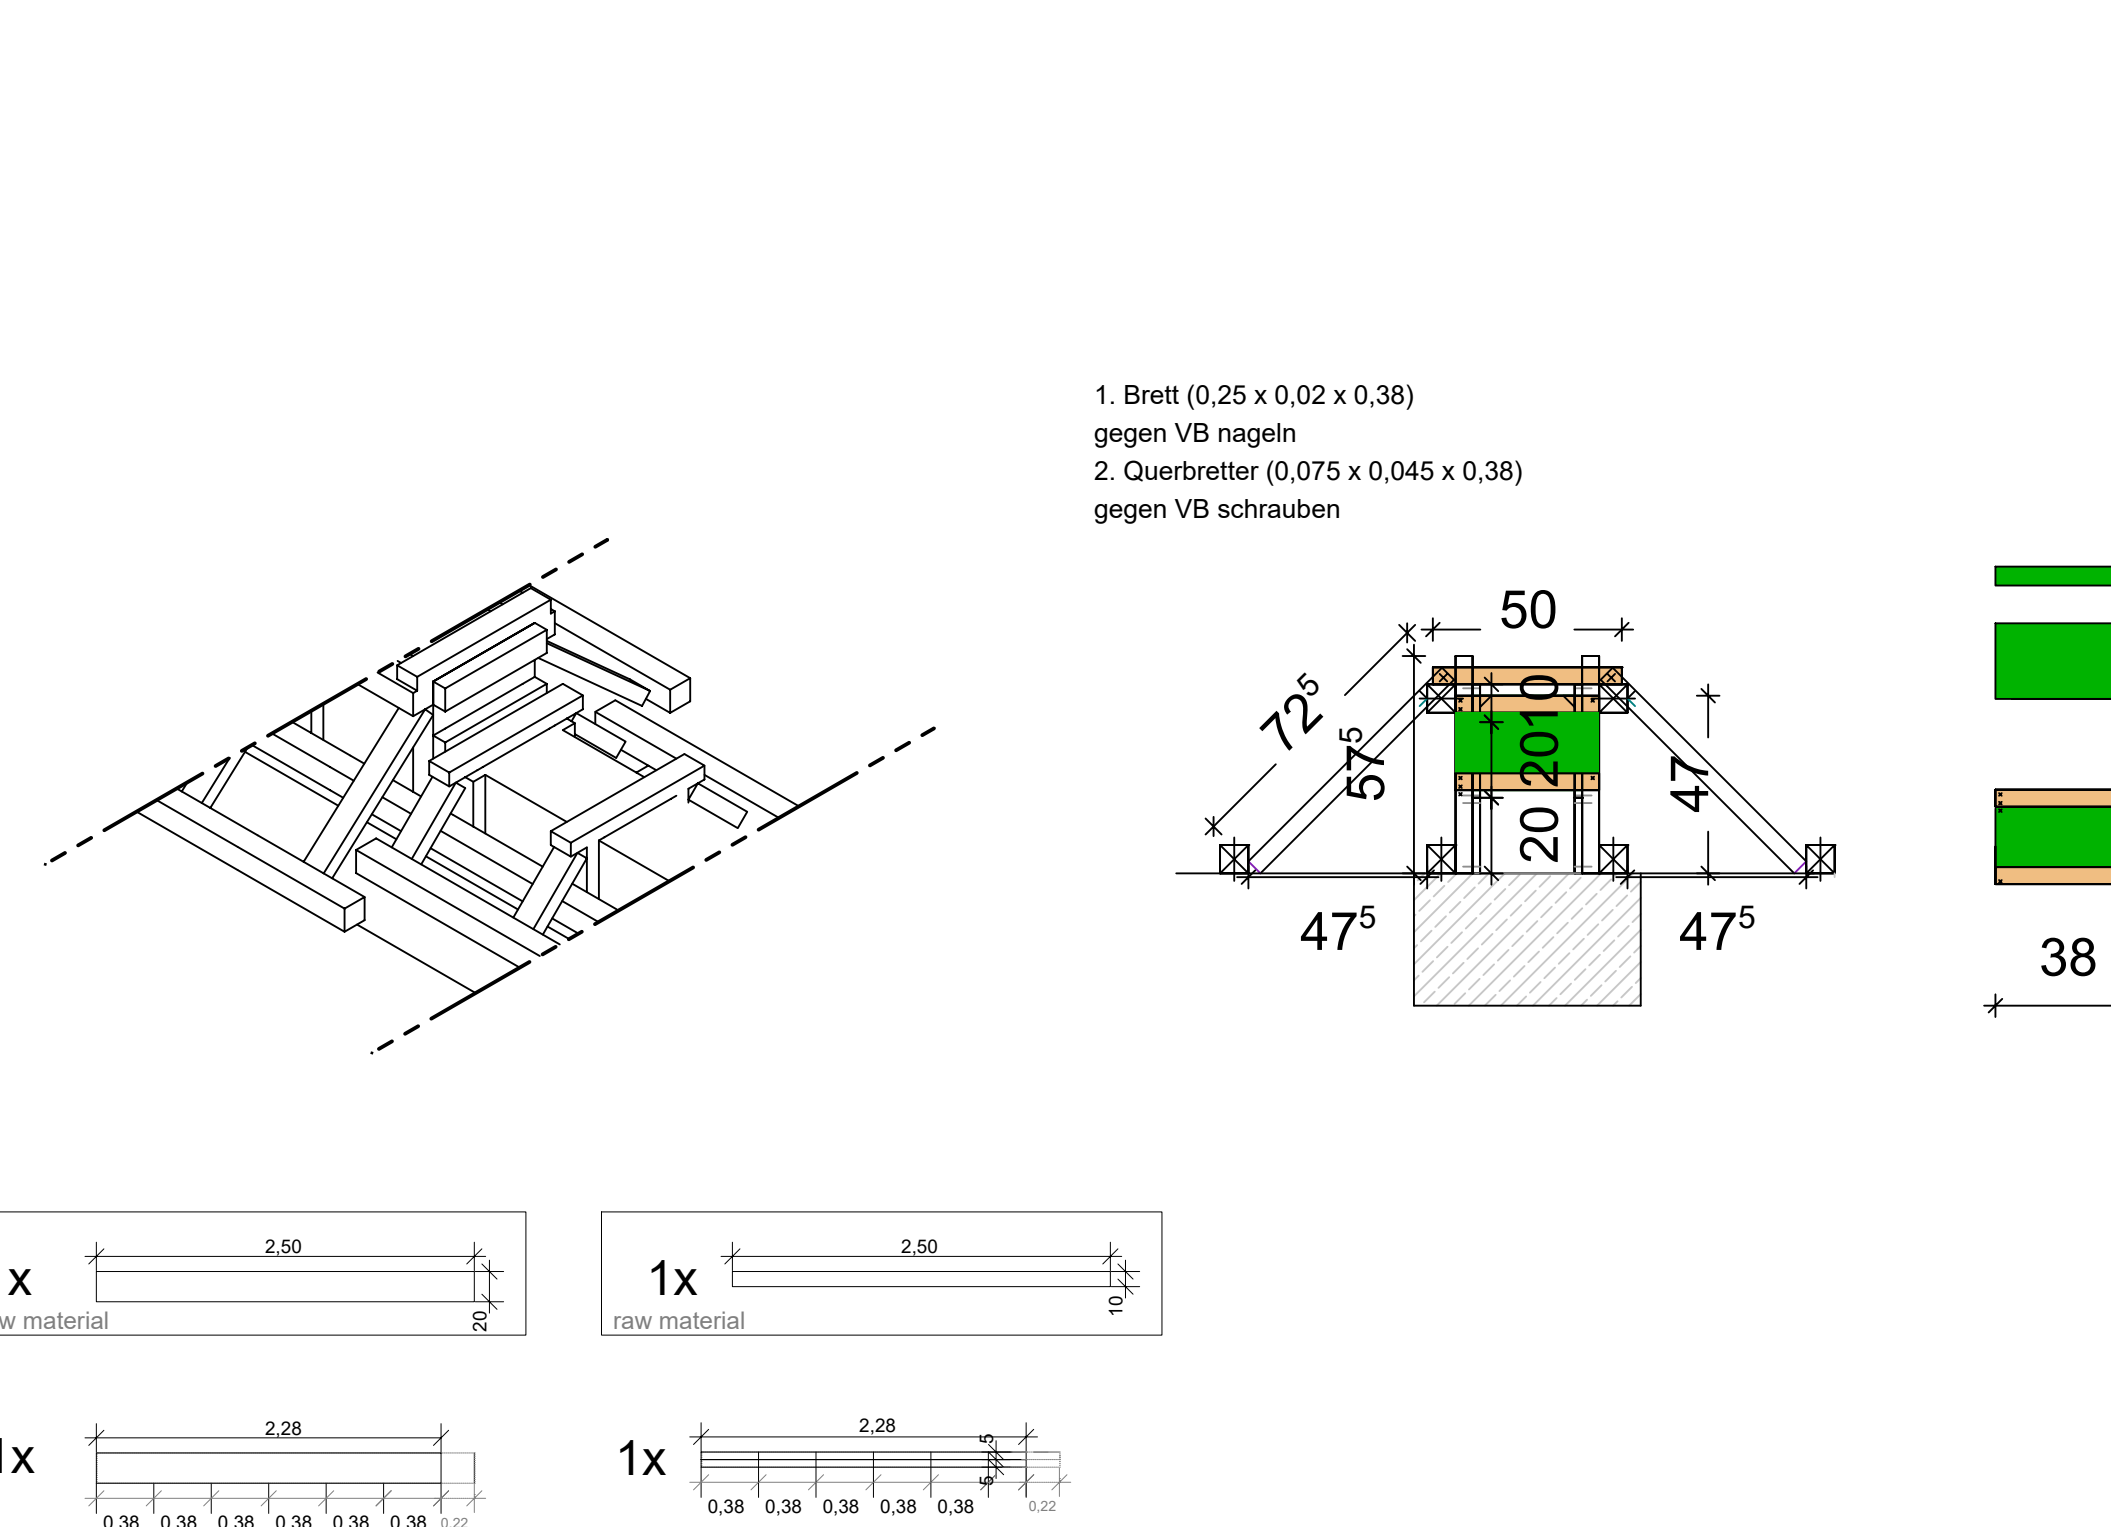 1. Brett (0,25 x 0,02 x 0,38)
gegen VB nageln
2. Querbretter (0,075 x 0,045 x 0,38)
gegen VB schrauben
50
72⁵
57⁵
10
20
20
47
47⁵
47⁵
38
2,50
x
20
w material
2,50
1x
10
raw material
2,28
1x
0,38 0,38 0,38 0,38 0,38 0,38 0,22
2,28
5
1x
5
0,38 0,38 0,38 0,38 0,38 0,22